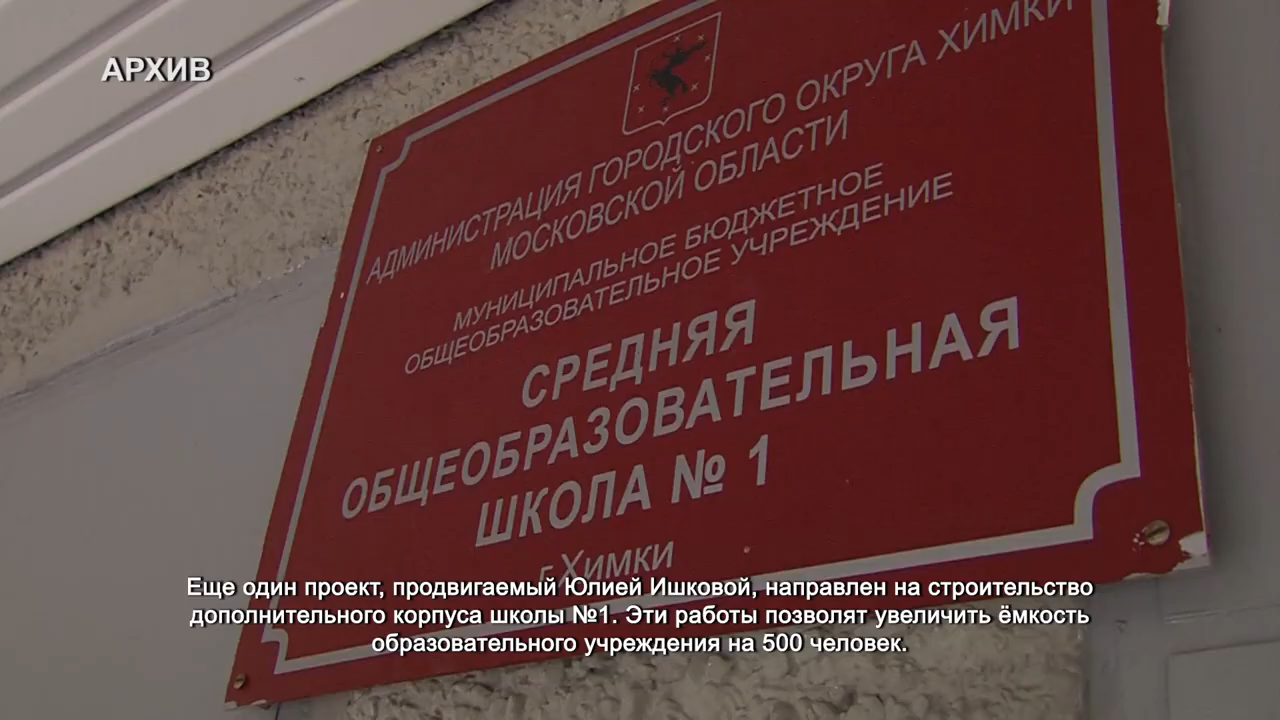 АРХИВ
АДМИНИСТРАЦИЯ ГОРОДСКОГО ОКРУГА ХИМКИ
МОСКОВСКОЙ ОБЛАСТИ
МУНИЦИПАЛЬНОЕ БЮДЖЕТНОЕ
ОБЩЕОБРАЗОВАТЕЛЬНОЕ УЧРЕЖДЕНИЕ
СРЕДНЯЯ
ОБЩЕОБРАЗОВАТЕЛЬНАЯ
ШКОЛА № 1
г.Химки
Еще один проект, продвигаемый Юлией Ишковой, направлен на строительство
дополнительного корпуса школы №1. Эти работы позволят увеличить ёмкость
образовательного учреждения на 500 человек.